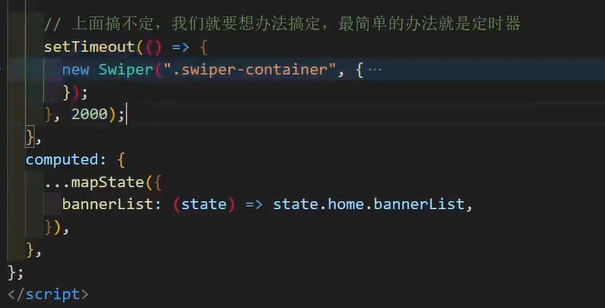 // 上面搞不定，我们就要想办法搞定，最简单的办法就是定时器
setTimeout(() => {
new Swiper(".swiper-container", {…
});
}, 2000);
},
computed: {
...mapState({
bannerList: (state) => state.home.bannerList,
}),
},
};
</script>